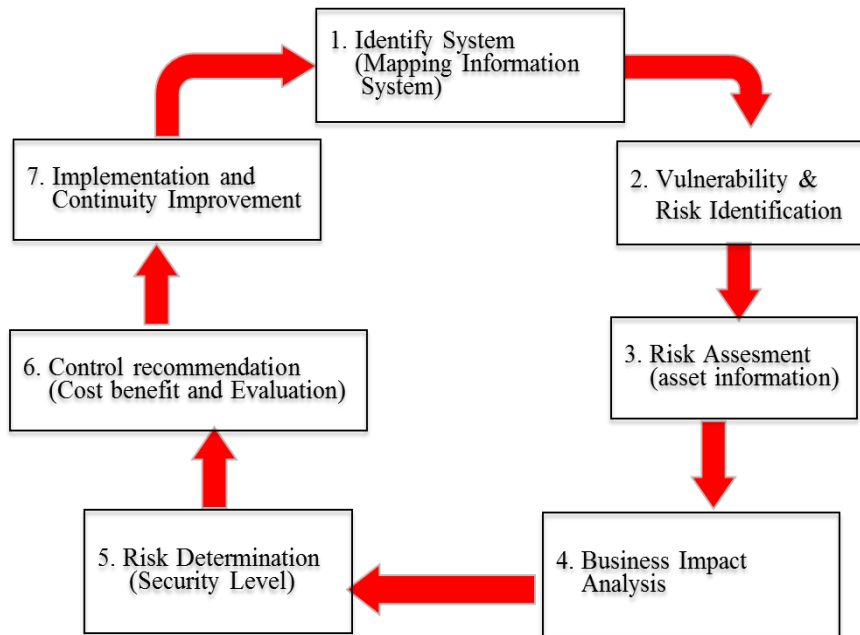 1. Identify System
(Mapping Information
System)
2. Vulnerability &
Risk Identification
3. Risk Assesment
(asset information)
4. Business Impact
Analysis
5. Risk Determination
(Security Level)
6. Control recommendation
(Cost benefit and Evaluation)
7. Implementation and
Continuity Improvement